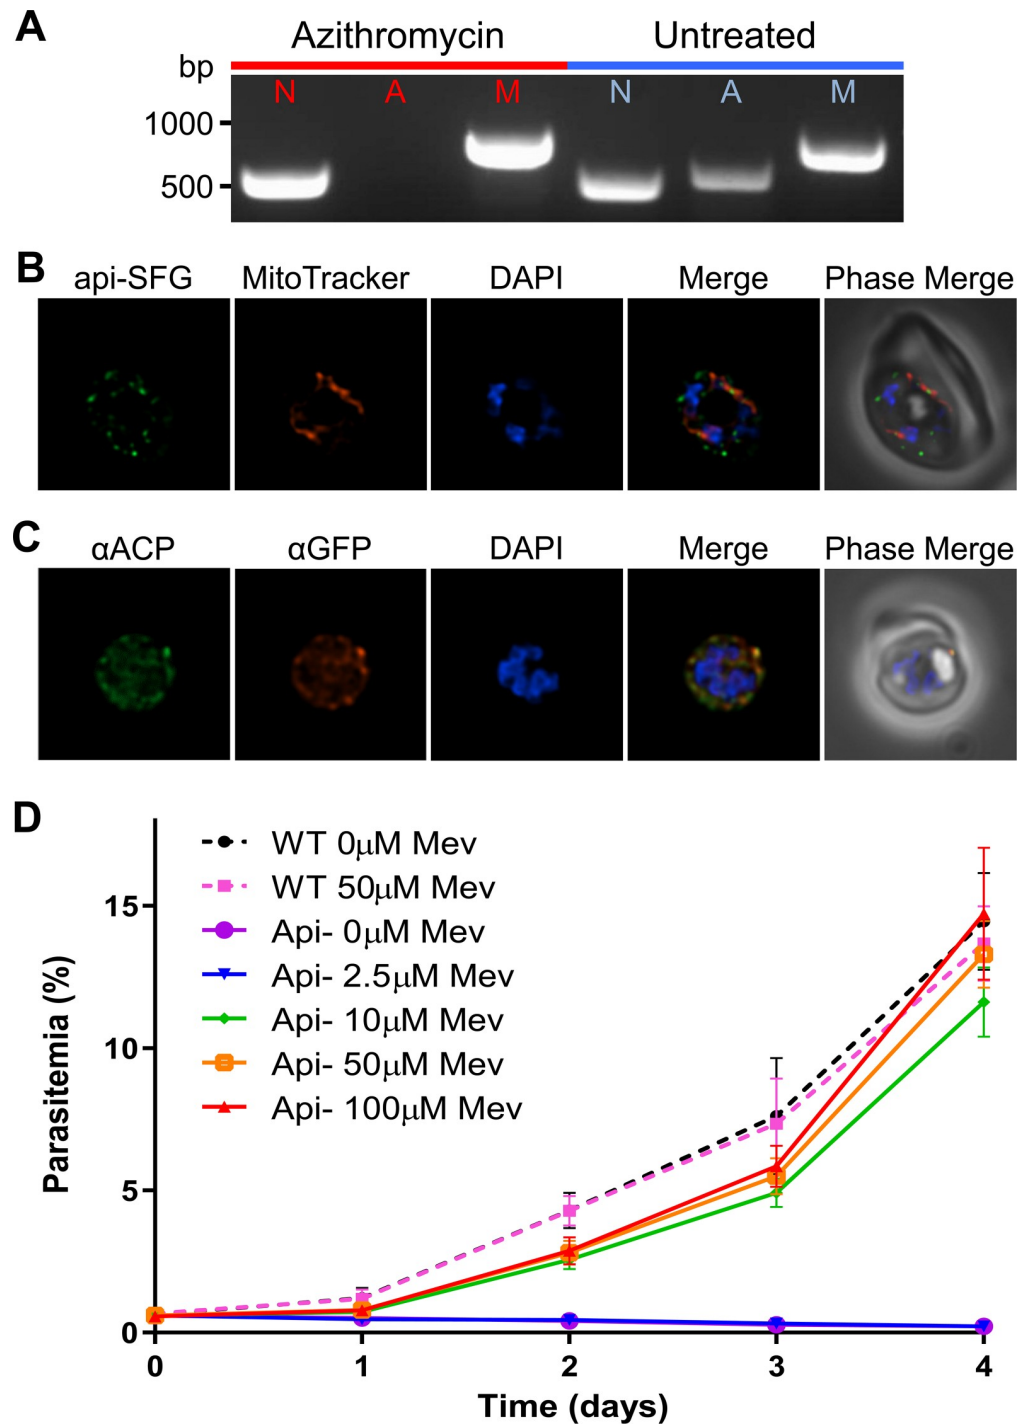 A
Azithromycin Untreated
bp
N A M N A M
1000
500
B
api-SFG MitoTracker DAPI Merge Phase Merge
C
αACP αGFP DAPI Merge Phase Merge
D
WT 0µM Mev
WT 50µM Mev
Api- 0µM Mev
Api- 2.5µM Mev
Api- 10µM Mev
Api- 50µM Mev
Api- 100µM Mev
Parasitemia (%)
15
10
5
0
0 1 2 3 4
Time (days)